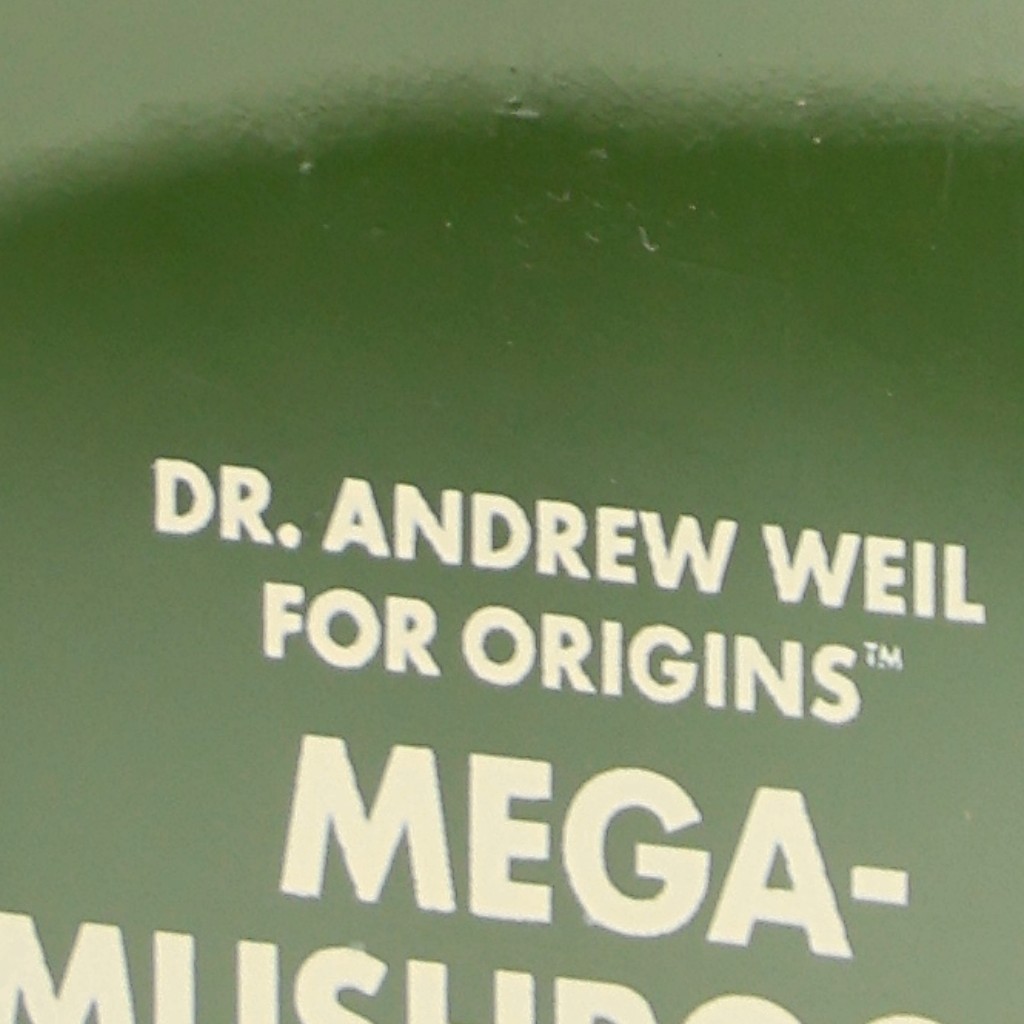 DR. ANDREW WEIL
FOR ORIGINS™
MEGA-